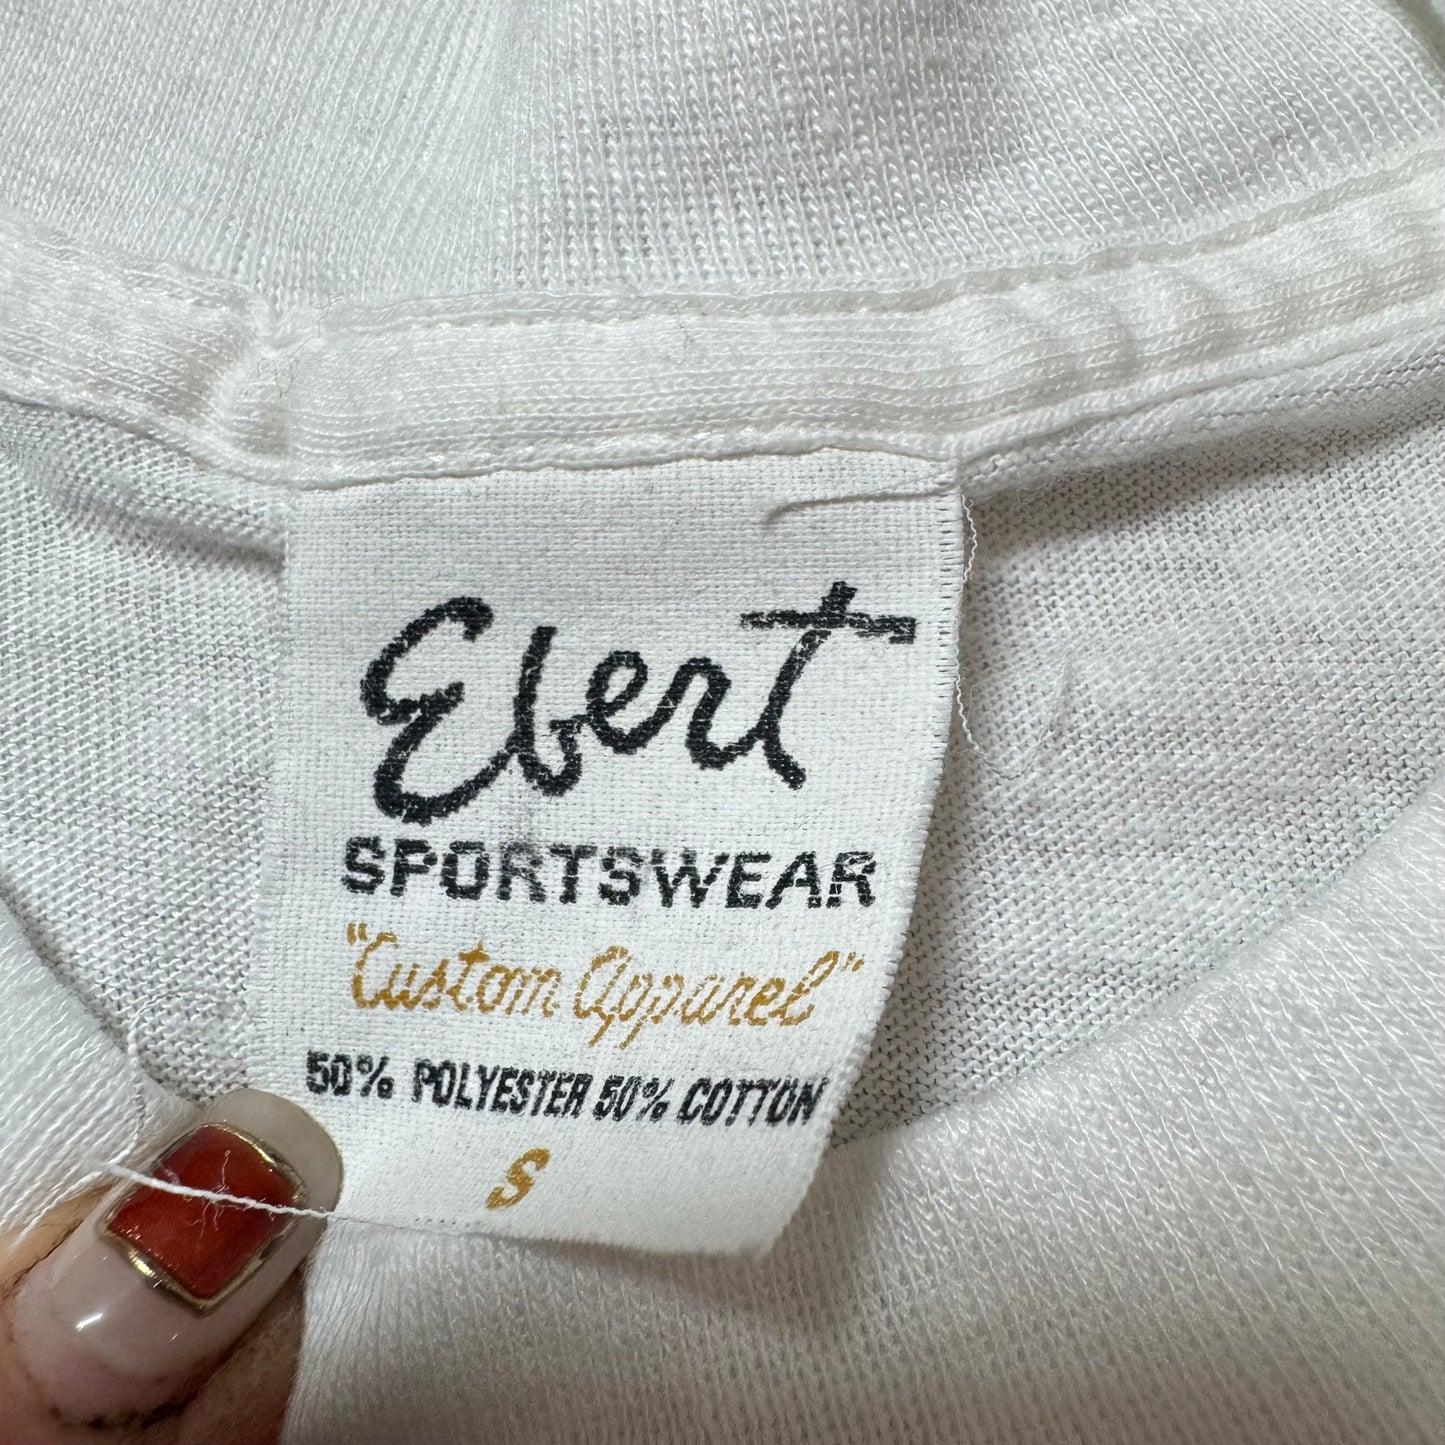 Ebert
SPORTSWEAR
"Custom Apparel"
50% POLYESTER 50% COTTON
S